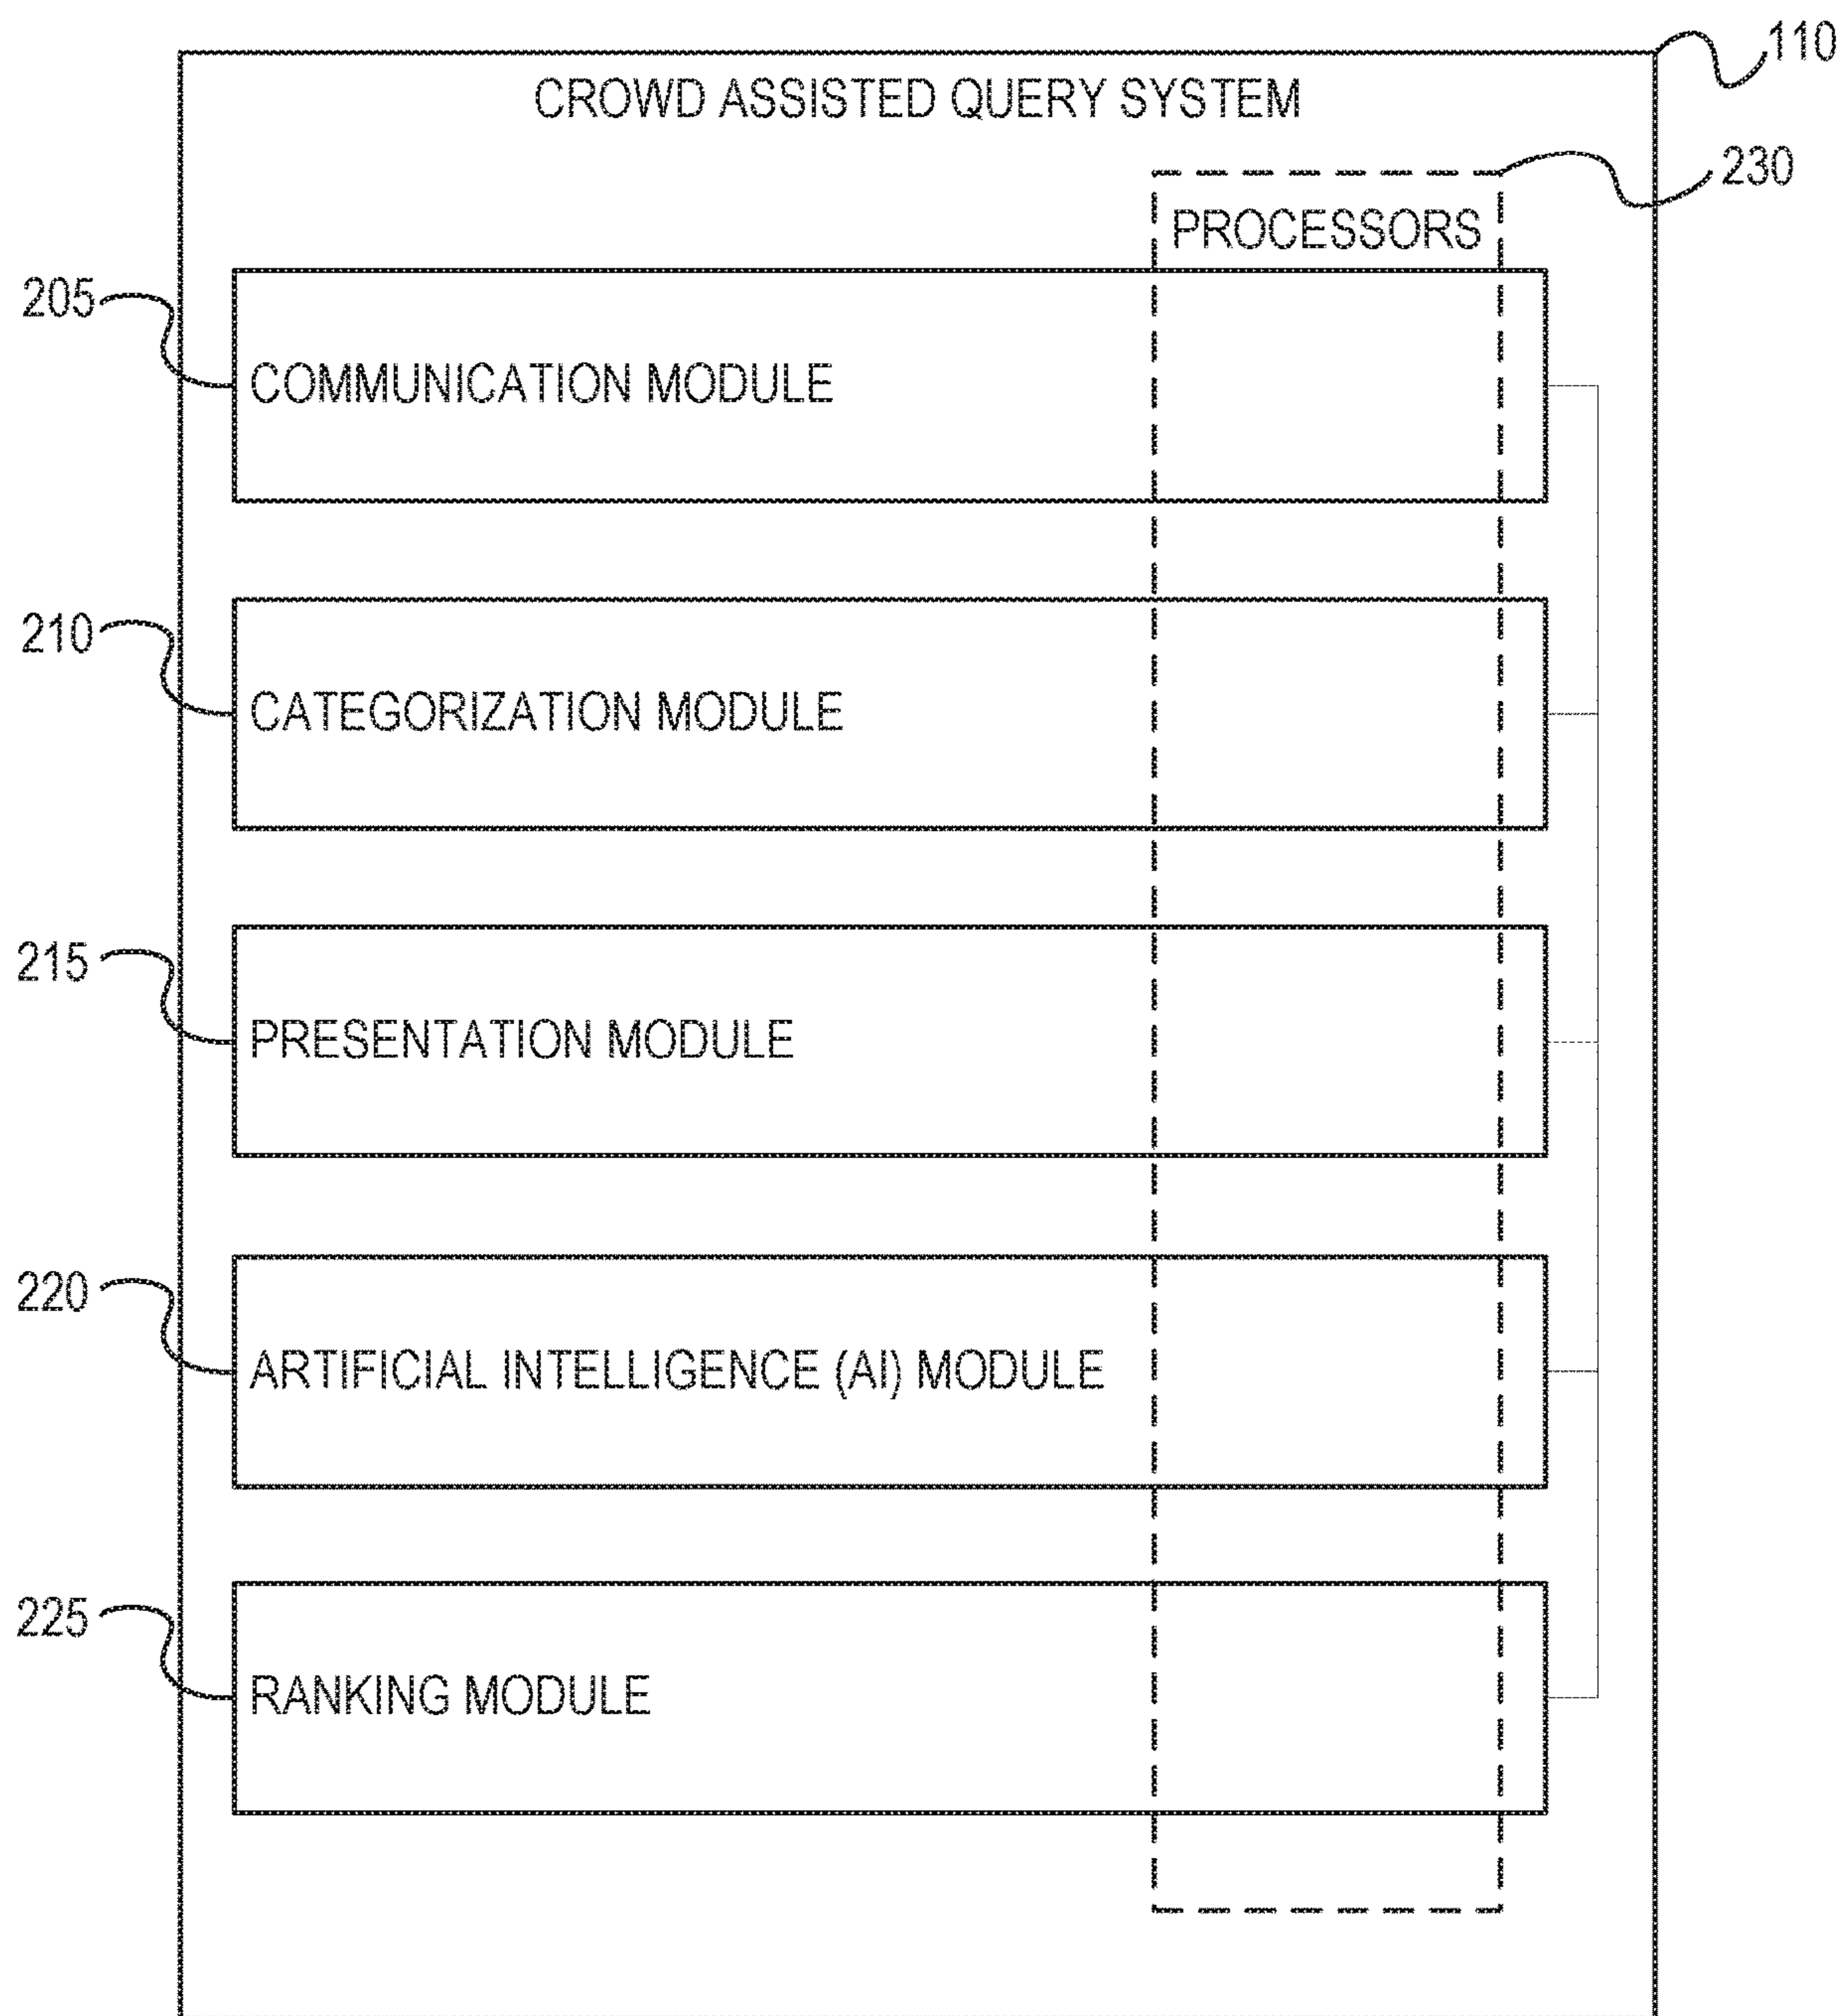 110
CROWD ASSISTED QUERY SYSTEM
230
PROCESSORS
205
COMMUNICATION MODULE
210
CATEGORIZATION MODULE
215
PRESENTATION MODULE
220
ARTIFICIAL INTELLIGENCE (AI) MODULE
225
RANKING MODULE